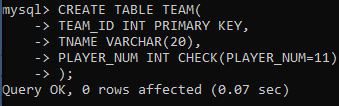 mysql> CREATE TABLE TEAM(
    -> TEAM_ID INT PRIMARY KEY,
    -> TNAME VARCHAR(20),
    -> PLAYER_NUM INT CHECK(PLAYER_NUM=11)
    -> );
Query OK, 0 rows affected (0.07 sec)